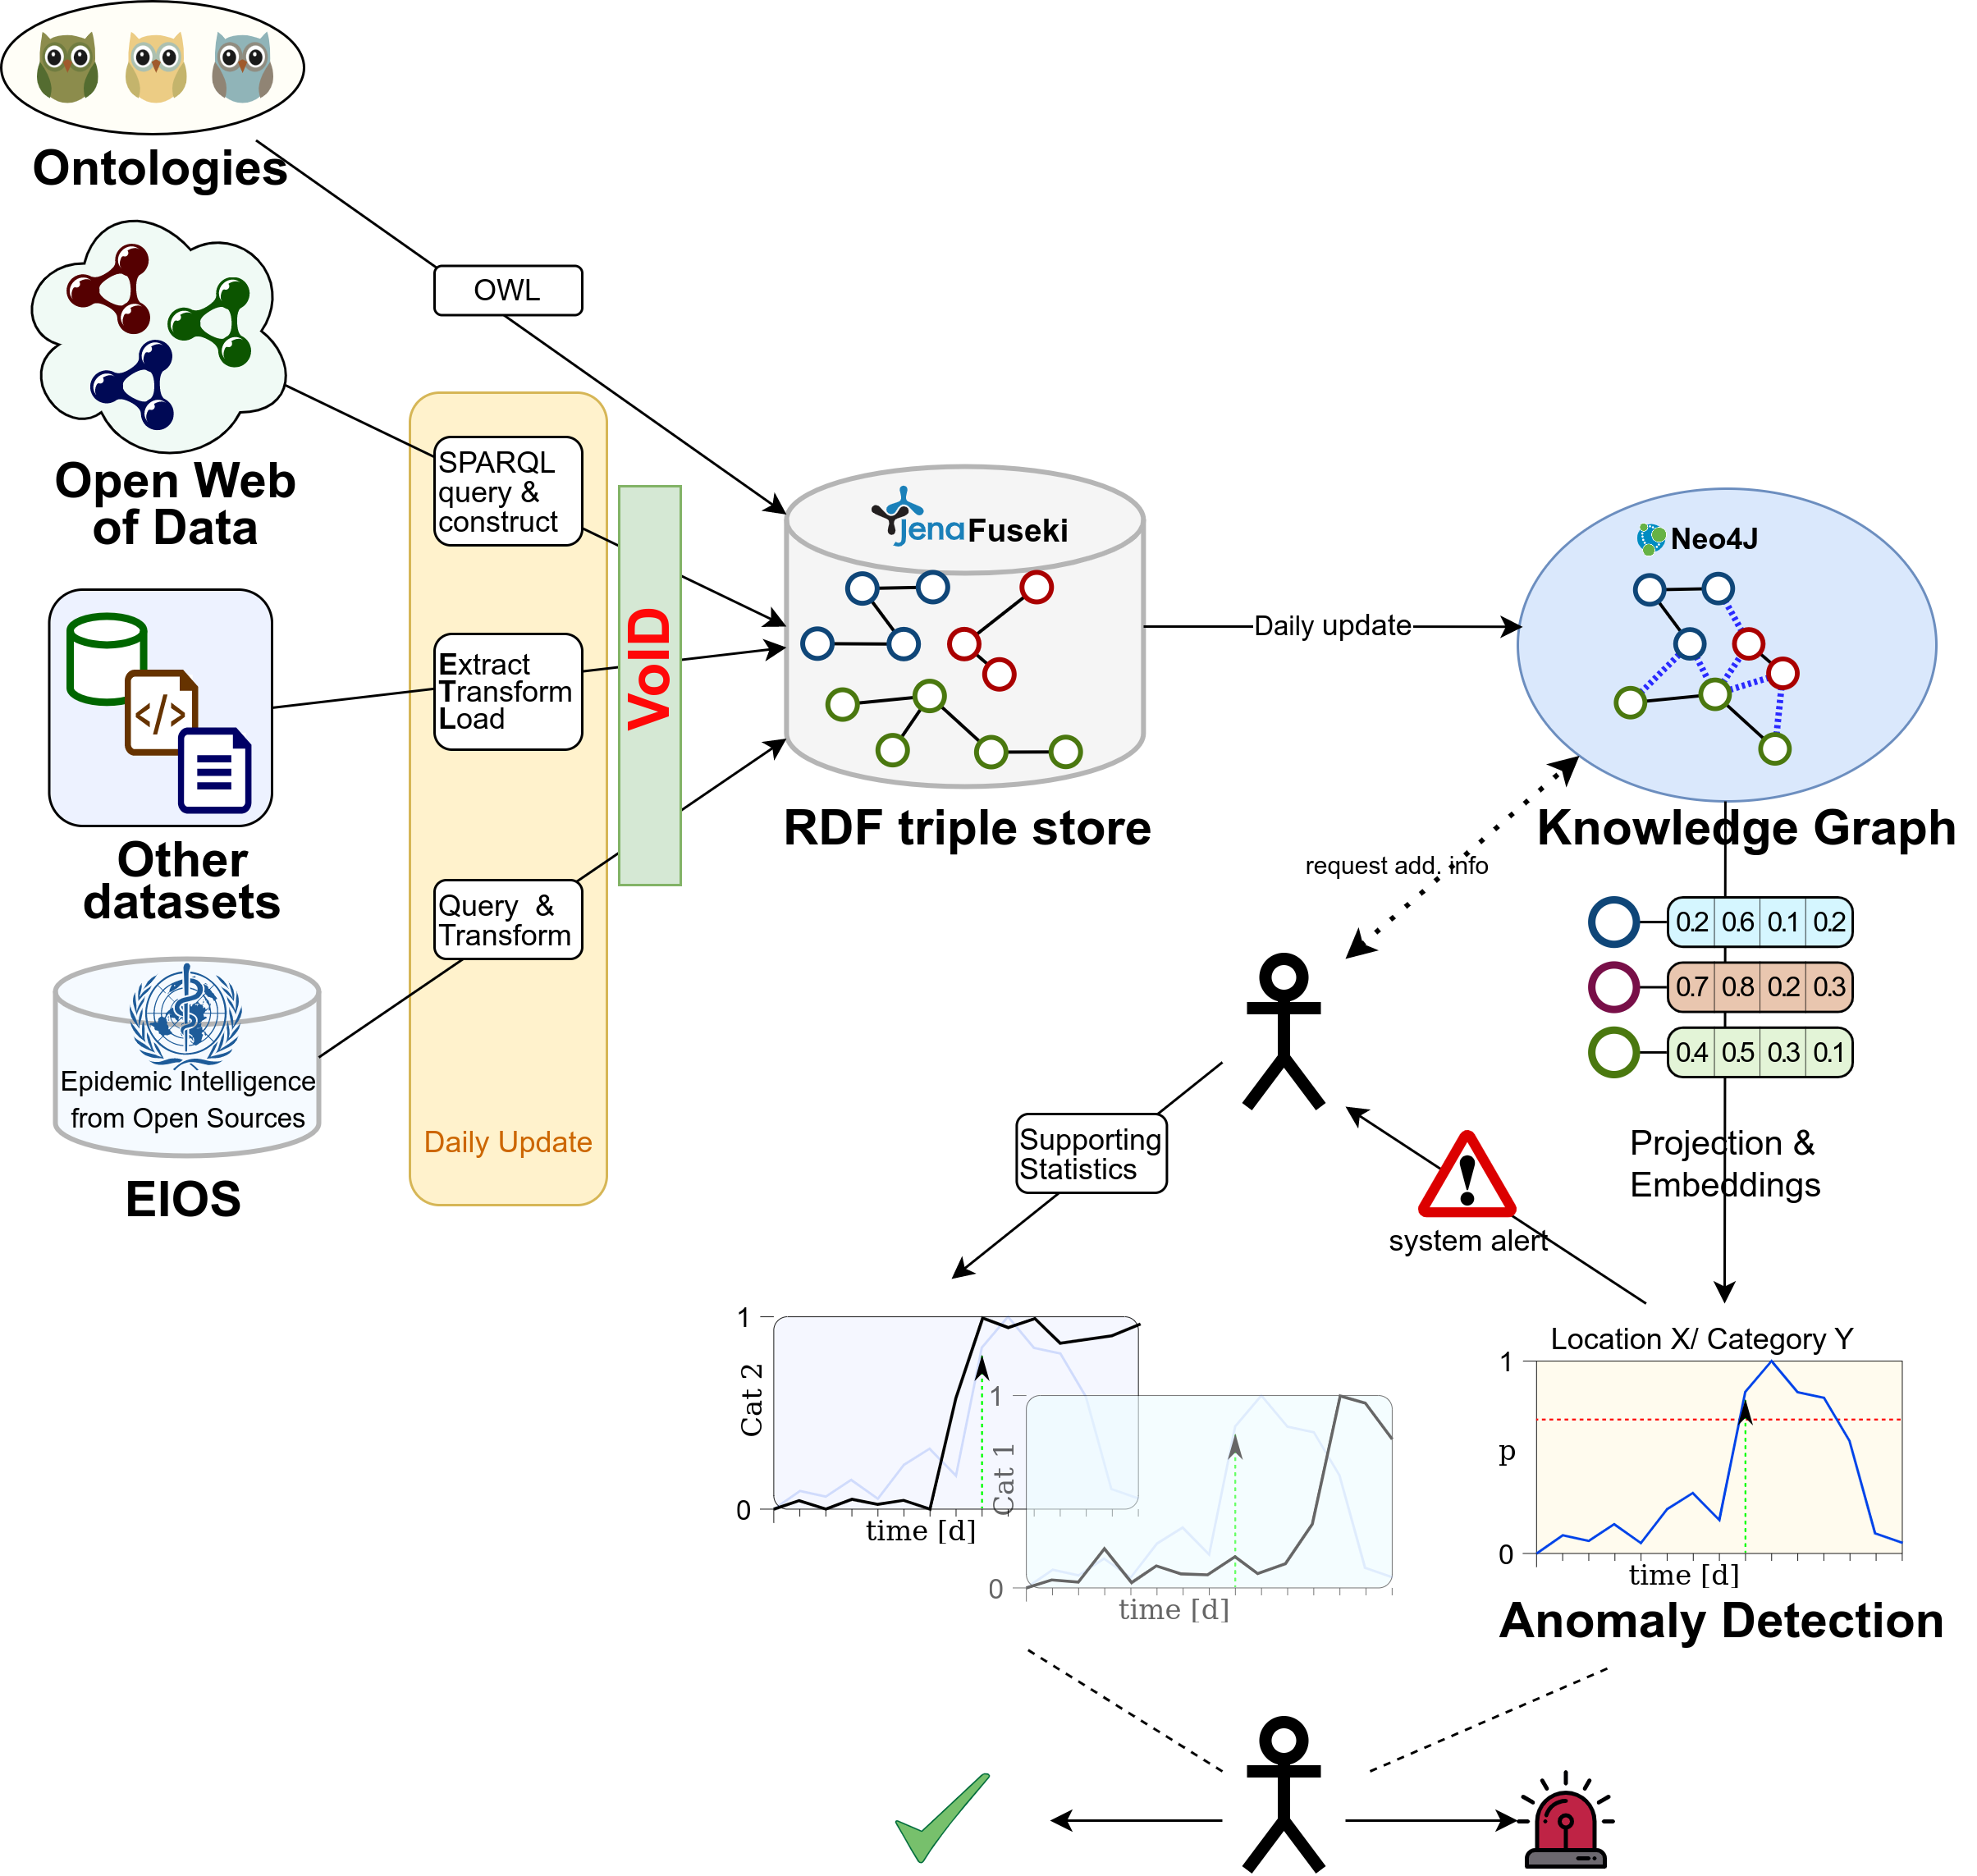 Ontologies
OWL
Open Web
of Data
SPARQL
query &
construct
Other
datasets
Extract
Transform
Load
VoID
Epidemic Intelligence
from Open Sources
EIOS
Query &
Transform
Daily Update
Jena Fuseki
RDF triple store
Daily update
Neo4J
Knowledge Graph
request add. info
0.2 0.6 0.1 0.2
0.7 0.8 0.2 0.3
0.4 0.5 0.3 0.1
Projection &
Embeddings
Supporting
Statistics
system alert
1
Cat 2
0
time [d]
1
Cat 1
0
time [d]
Location X/ Category Y
1
p
0
time [d]
Anomaly Detection